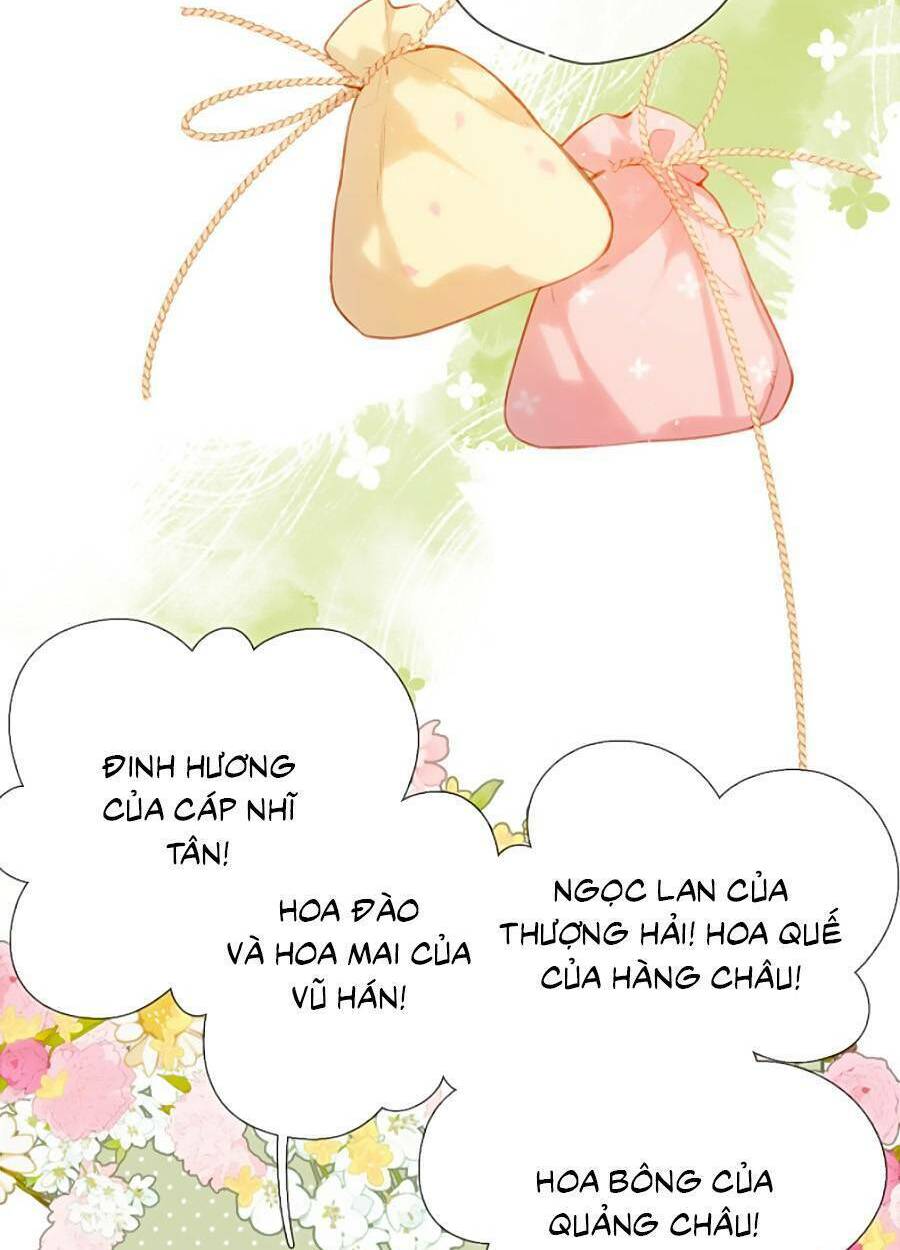 ĐINH HƯƠNG
CỦA CÁP NHĨ
TÂN!
HOA ĐÀO
VÀ HOA MAI CỦA
VŨ HÁN!
NGỌC LAN CỦA
THƯỢNG HẢI! HOA QUẾ
CỦA HÀNG CHÂU!
HOA BÔNG CỦA
QUẢNG CHÂU!